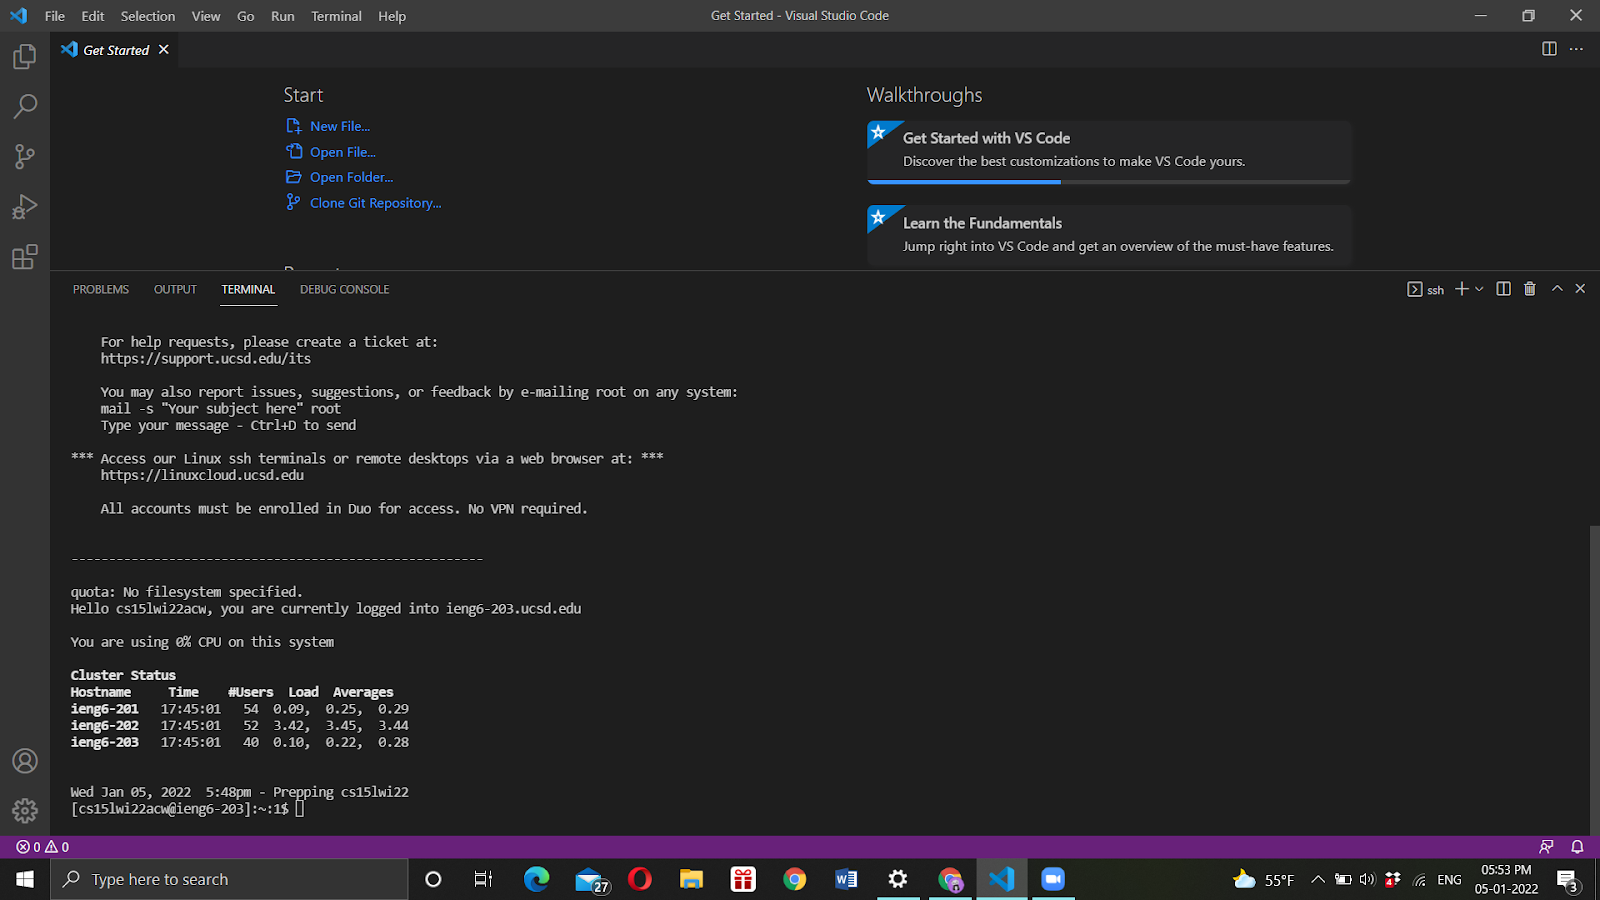 File Edit Selection View Go Run Terminal Help
Get Started - Visual Studio Code
Get Started
Start
New File...
Open File...
Open Folder...
Clone Git Repository...
Walkthroughs
Get Started with VS Code
Discover the best customizations to make VS Code yours.
Learn the Fundamentals
Jump right into VS Code and get an overview of the must-have features.
PROBLEMS OUTPUT TERMINAL DEBUG CONSOLE
ssh
For help requests, please create a ticket at:
https://support.ucsd.edu/its
You may also report issues, suggestions, or feedback by e-mailing root on any system:
mail -s "Your subject here" root
Type your message - Ctrl+D to send
*** Access our Linux ssh terminals or remote desktops via a web browser at: ***
https://linuxcloud.ucsd.edu
All accounts must be enrolled in Duo for access. No VPN required.
-------------------------------------------------------
quota: No filesystem specified.
Hello cs15lwi22acw, you are currently logged into ieng6-203.ucsd.edu
You are using 0% CPU on this system
Cluster Status
Hostname Time #Users Load Averages
ieng6-201 17:45:01 54 0.09, 0.25, 0.29
ieng6-202 17:45:01 52 3.42, 3.45, 3.44
ieng6-203 17:45:01 40 0.10, 0.22, 0.28
Wed Jan 05, 2022 5:48pm - Prepping cs15lwi22
[cs15lwi22acw@ieng6-203]:~:1$
0 0
Type here to search
27
55°F
4
ENG
05:53 PM
05-01-2022
3